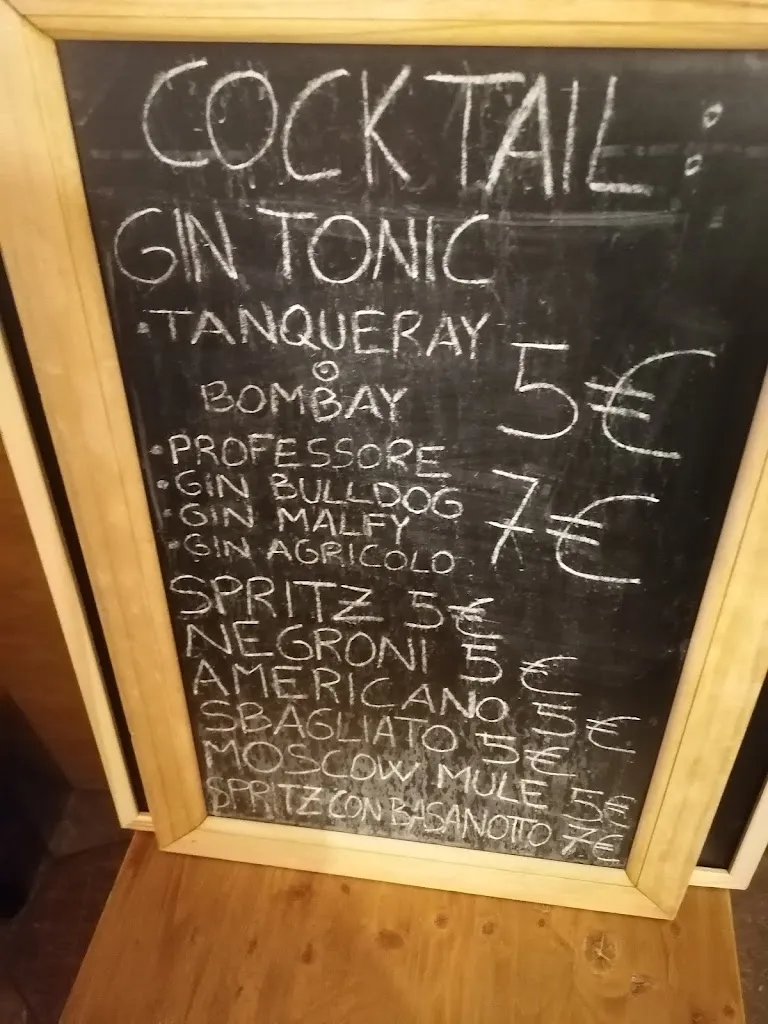 COCKTAIL:
GIN TONIC
• TANQUERAY
O
BOMBAY
5€
• PROFESSORE
• GIN BULLDOG
• GIN MALFY
• GIN AGRICOLO
7€
SPRITZ 5€
NEGRONI 5€
AMERICANO 5€
SBAGLIATO 5€
MOSCOW MULE 5€
SPRITZ CON BASANOTTO 7€